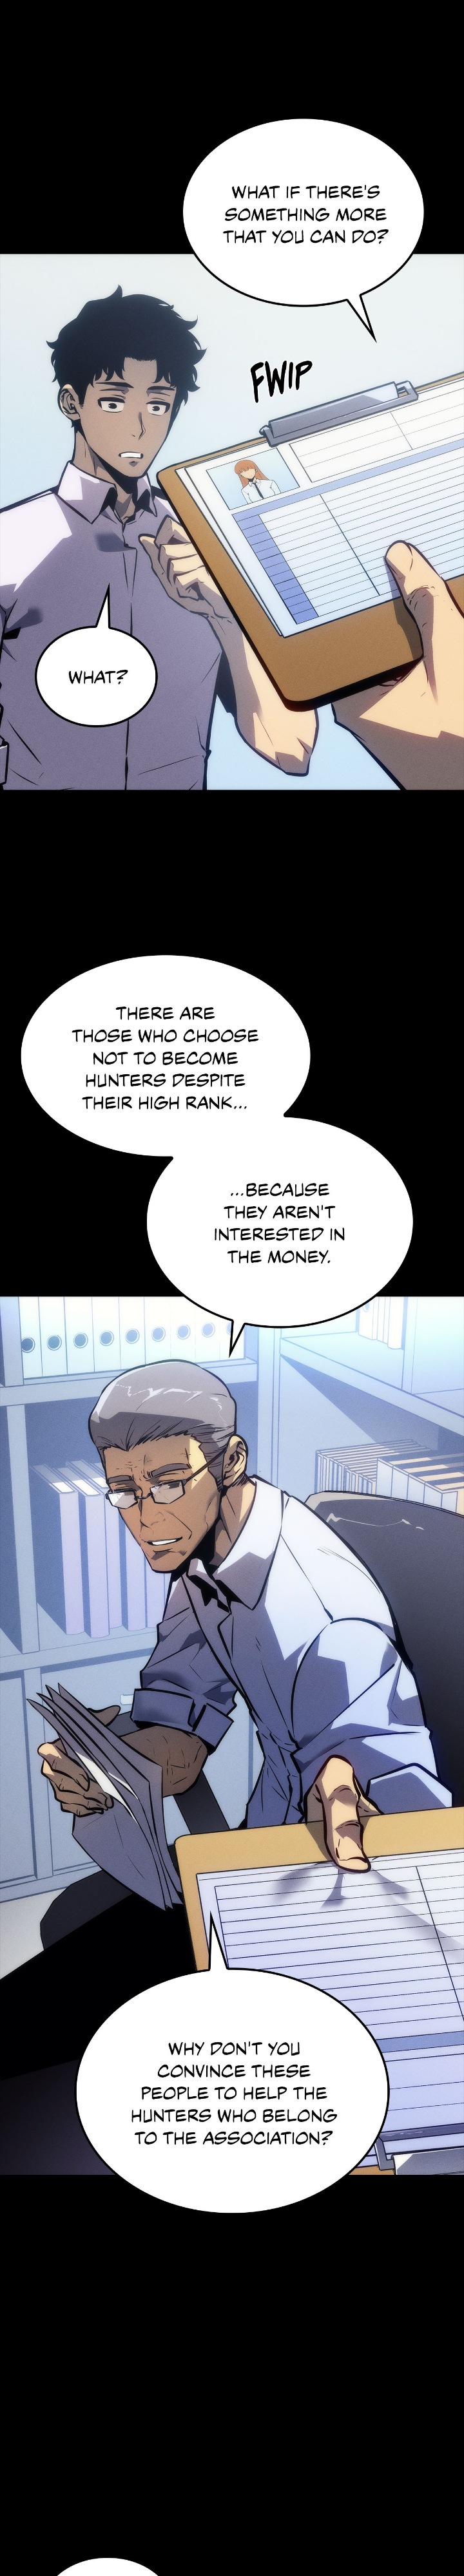 WHAT IF THERE'S
SOMETHING MORE
THAT YOU CAN DO?
FWIP
WHAT?
THERE ARE
THOSE WHO CHOOSE
NOT TO BECOME
HUNTERS DESPITE
THEIR HIGH RANK...
...BECAUSE
THEY AREN'T
INTERESTED IN
THE MONEY.
WHY DON'T YOU
CONVINCE THESE
PEOPLE TO HELP THE
HUNTERS WHO BELONG
TO THE ASSOCIATION?